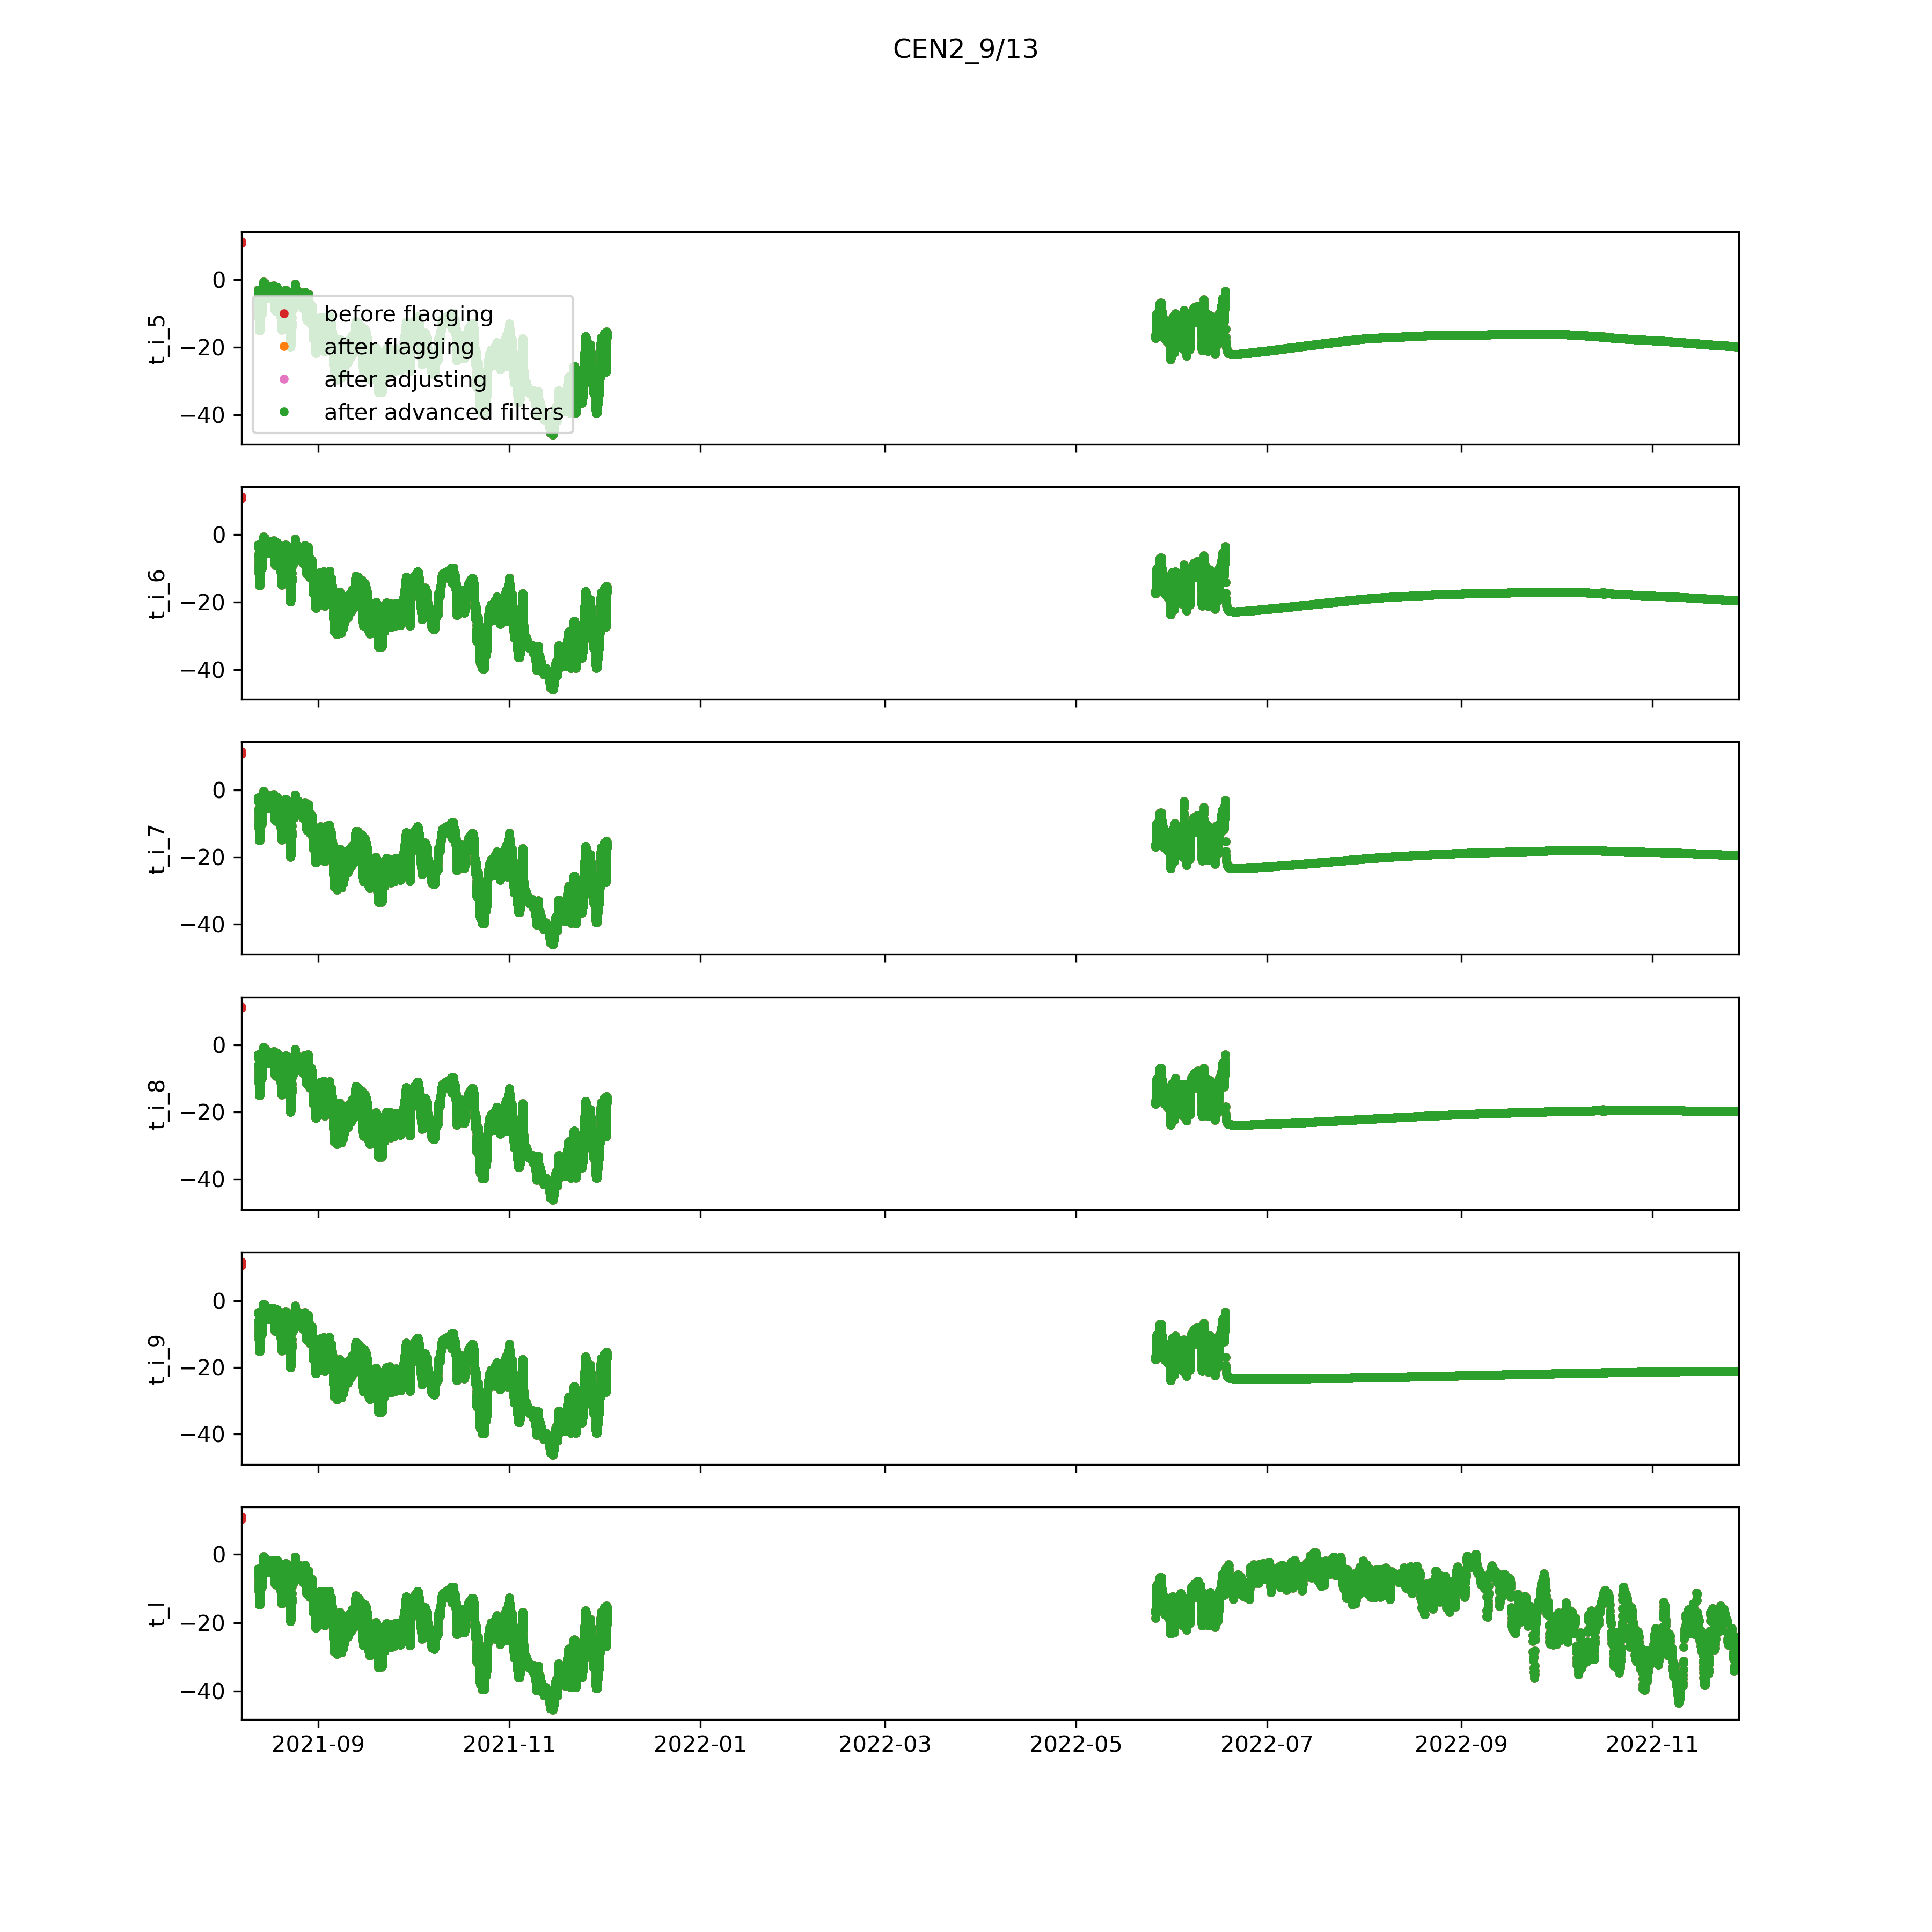 CEN2_9/13
t_i_5
0
−20
−40
before flagging
after flagging
after adjusting
after advanced filters
t_i_6
0
−20
−40
t_i_7
0
−20
−40
t_i_8
0
−20
−40
t_i_9
0
−20
−40
t_l
0
−20
−40
2021-09 2021-11 2022-01 2022-03 2022-05 2022-07 2022-09 2022-11